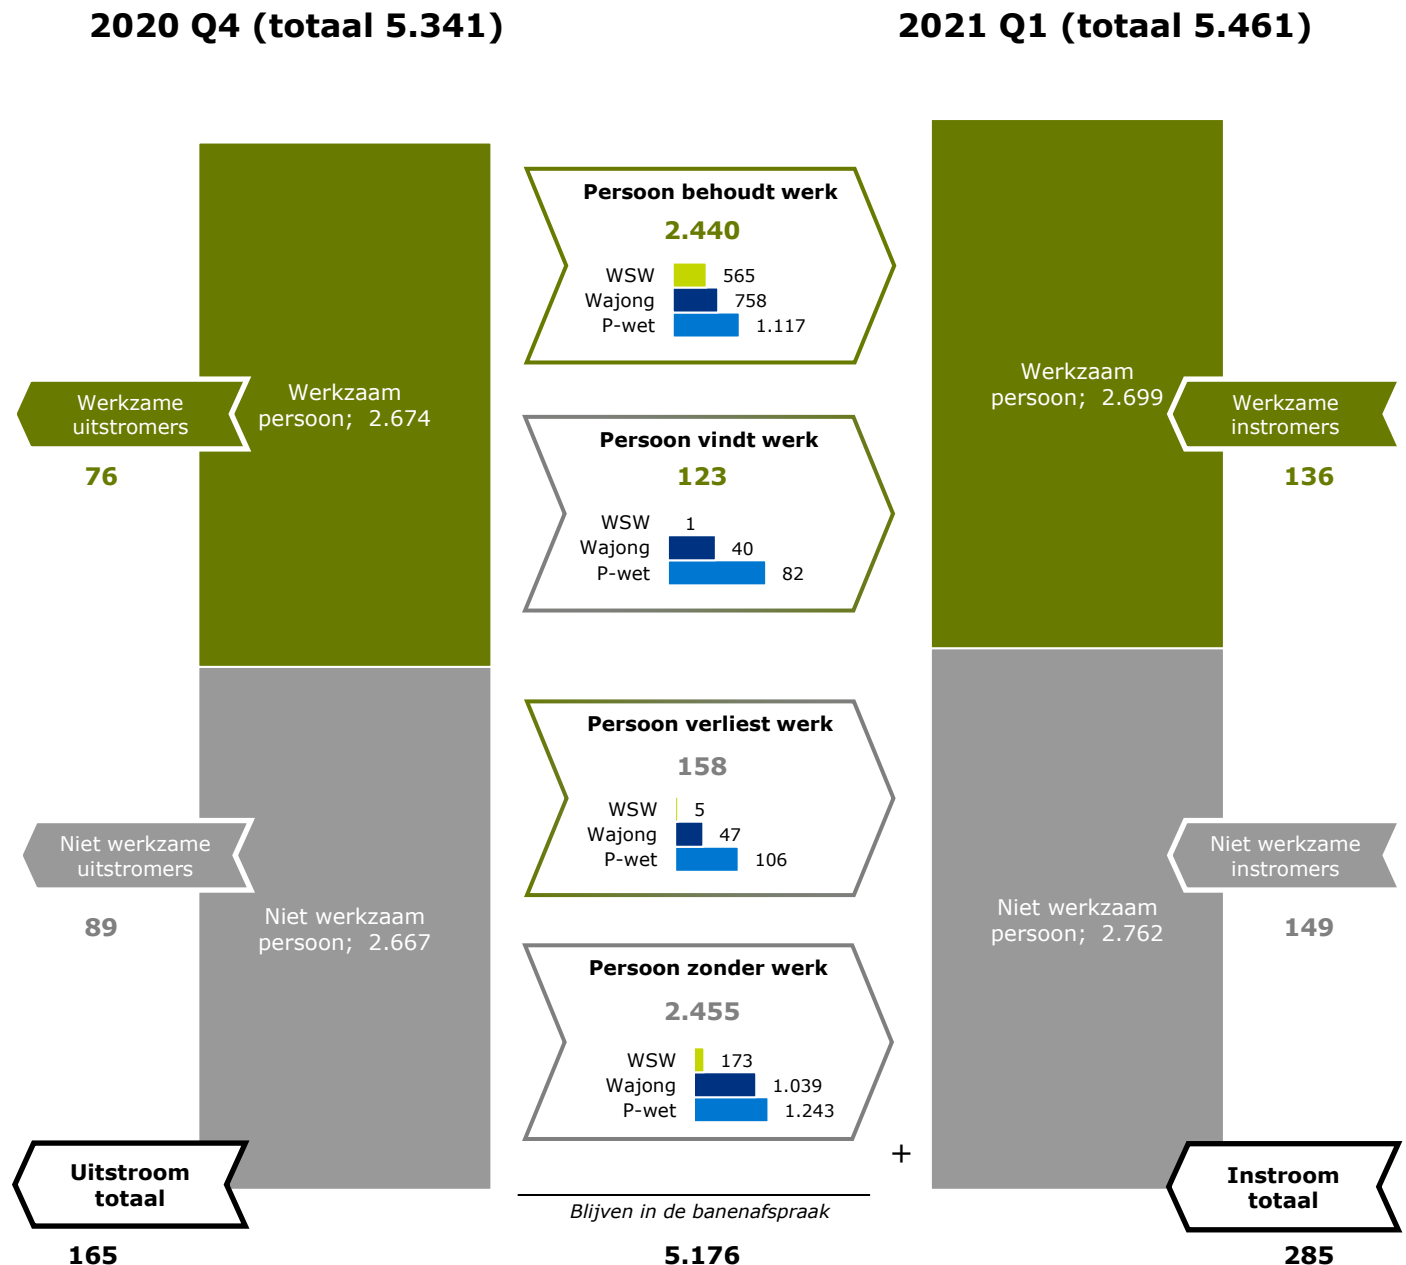 2020 Q4 (totaal 5.341)
2021 Q1 (totaal 5.461)
Werkzame
uitstromers
76
Werkzaam
persoon; 2.674
Niet werkzame
uitstromers
89
Niet werkzaam
persoon; 2.667
Uitstroom
totaal
165
Persoon behoudt werk
2.440
WSW 565
Wajong 758
P-wet 1.117
Persoon vindt werk
123
WSW 1
Wajong 40
P-wet 82
Persoon verliest werk
158
WSW 5
Wajong 47
P-wet 106
Persoon zonder werk
2.455
WSW 173
Wajong 1.039
P-wet 1.243
+
Blijven in de banenafspraak
5.176
Werkzaam
persoon; 2.699
Werkzame
instromers
136
Niet werkzaam
persoon; 2.762
Niet werkzame
instromers
149
Instroom
totaal
285